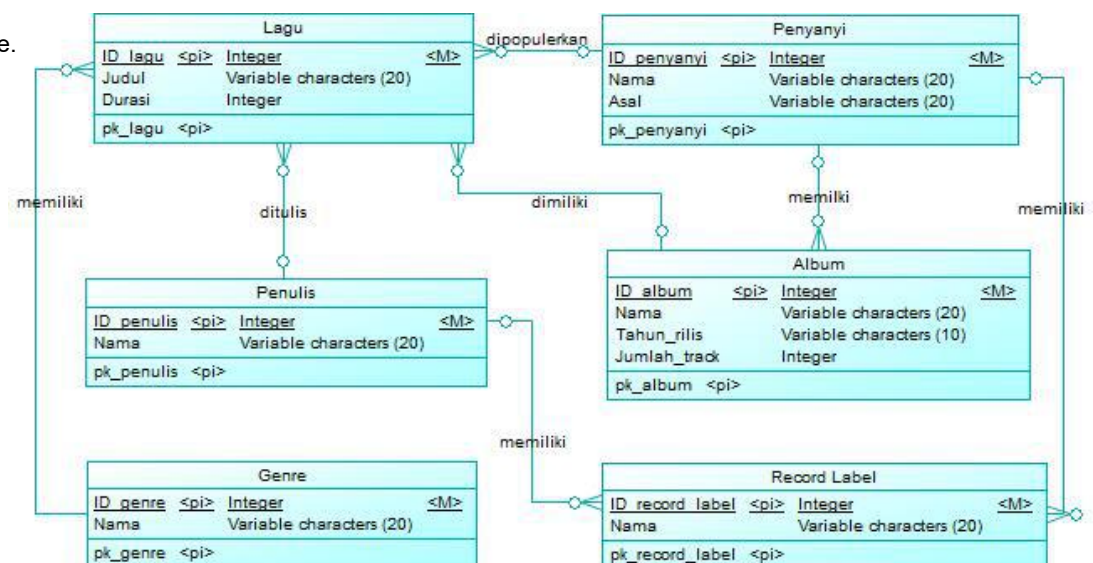 e.
Lagu
ID_lagu <pi> Integer <M>
Judul Variable characters (20)
Durasi Integer
pk_lagu <pi>
dipopulerkan
Penyanyi
ID_penyanyi <pi> Integer <M>
Nama Variable characters (20)
Asal Variable characters (20)
pk_penyanyi <pi>
memiliki
ditulis
dimiliki
memilki
memiliki
Penulis
ID_penulis <pi> Integer <M>
Nama Variable characters (20)
pk_penulis <pi>
Album
ID_album <pi> Integer <M>
Nama Variable characters (20)
Tahun_rilis Variable characters (10)
Jumlah_track Integer
pk_album <pi>
memiliki
Genre
ID_genre <pi> Integer <M>
Nama Variable characters (20)
pk_genre <pi>
Record Label
ID_record_label <pi> Integer <M>
Nama Variable characters (20)
pk_record_label <pi>